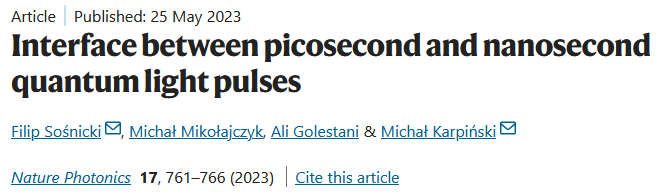 Article | Published: 25 May 2023
Interface between picosecond and nanosecond
quantum light pulses
Filip Sośnicki, Michał Mikołajczyk, Ali Golestani & Michał Karpiński
Nature Photonics 17, 761–766 (2023) | Cite this article